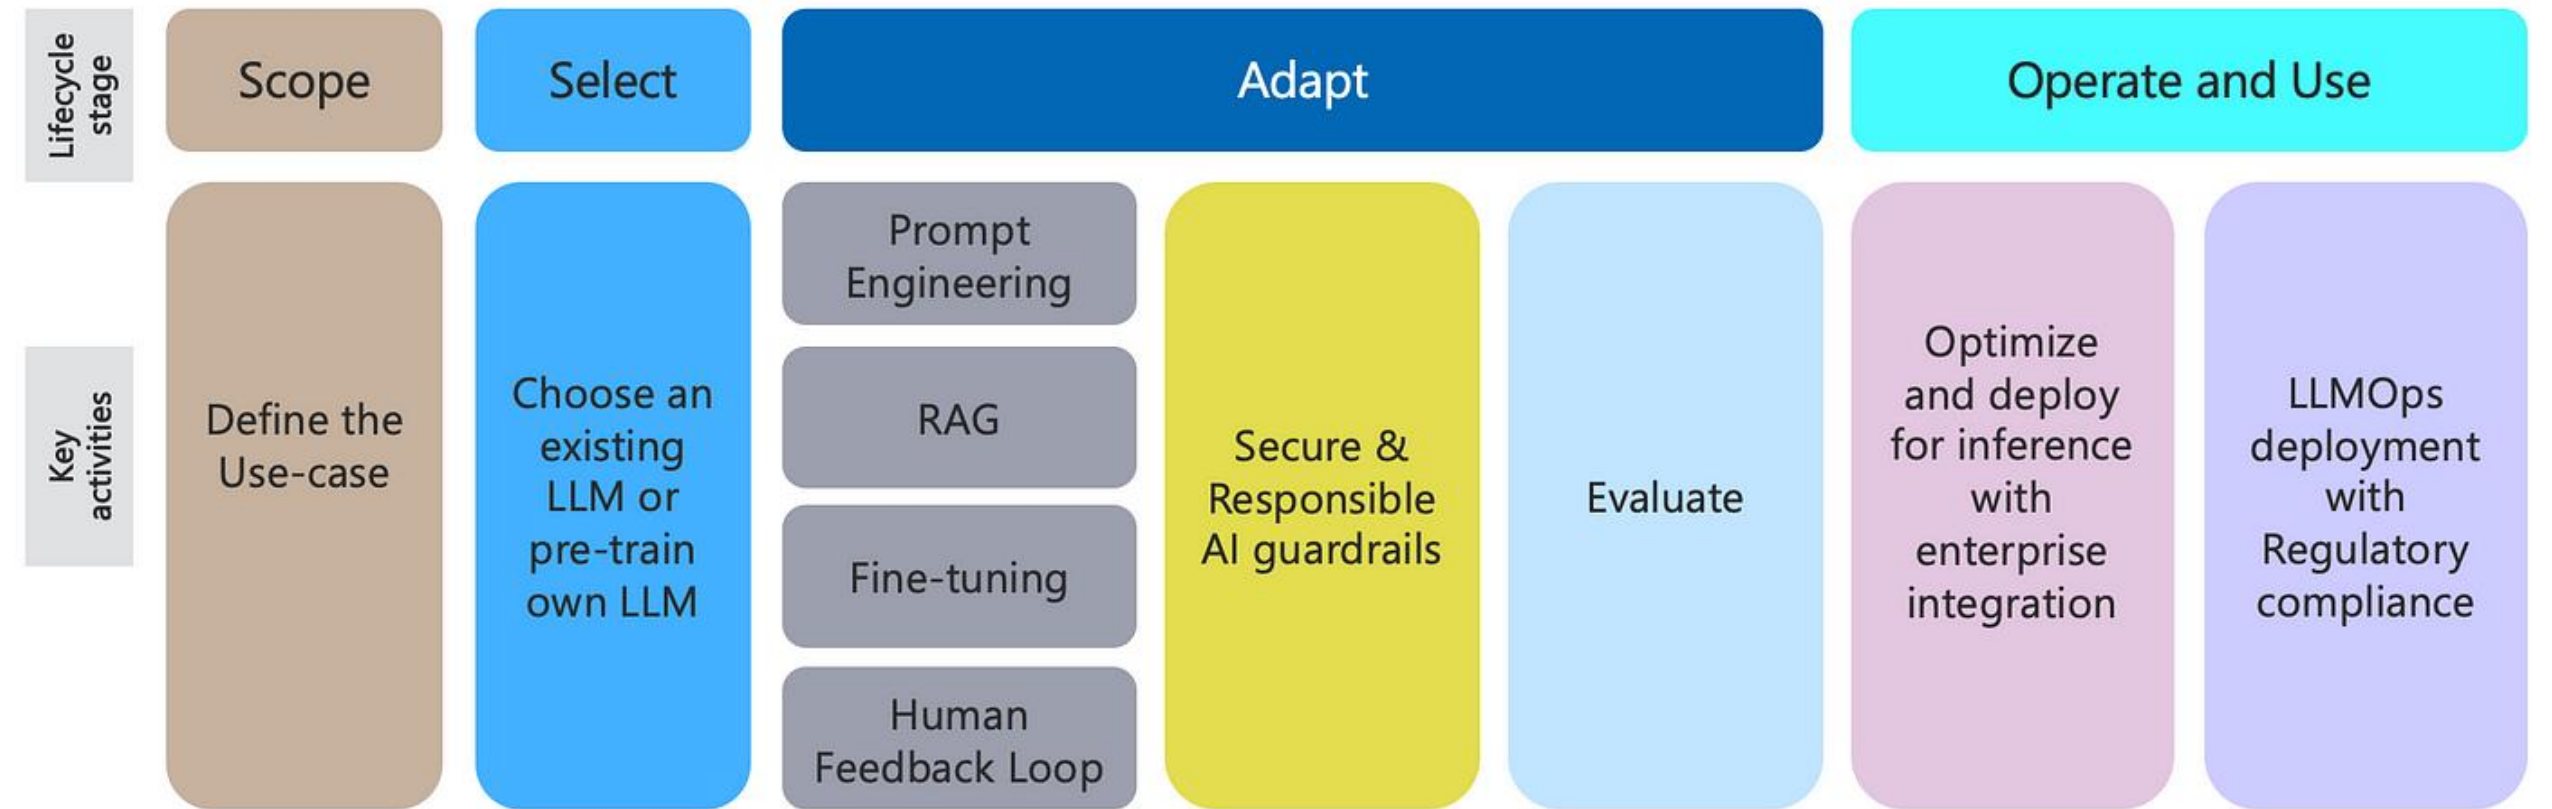 Lifecycle
stage
Scope
Select
Adapt
Operate and Use
Key
activities
Define the
Use-case
Choose an
existing
LLM or
pre-train
own LLM
Prompt
Engineering
RAG
Fine-tuning
Human
Feedback Loop
Secure &
Responsible
AI guardrails
Evaluate
Optimize
and deploy
for inference
with
enterprise
integration
LLMOps
deployment
with
Regulatory
compliance